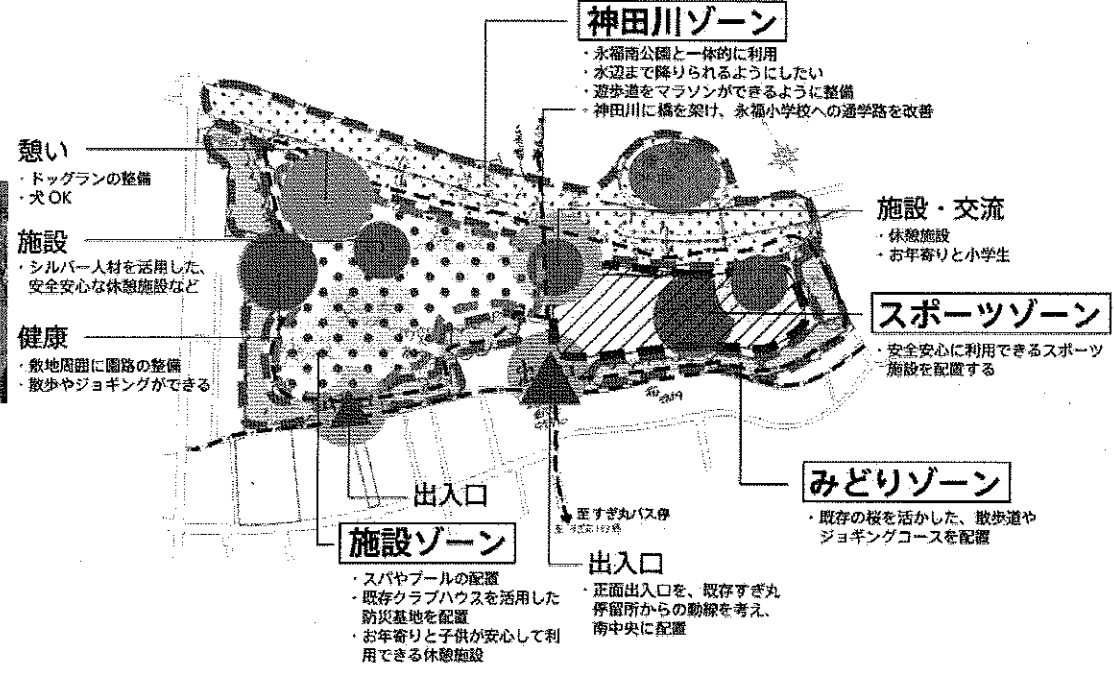 神田川ゾーン
・永福南公園と一体的に利用
・水辺まで降りられるようにしたい
・遊歩道をマラソンができるように整備
・神田川に橋を架け、永福小学校への通学路を改善
憩い
・ドッグランの整備
・犬OK
施設
・シルバー人材を活用した、
安全安心な休憩施設など
健康
・敷地周囲に園路の整備
・散歩やジョギングができる
施設・交流
・休憩施設
・お年寄りと小学生
スポーツゾーン
・安全安心に利用できるスポーツ
施設を配置する
みどりゾーン
・既存の桜を活かした、散歩道や
ジョギングコースを配置
出入口
施設ゾーン
・スパやプールの配置
・既存クラブハウスを活用した
防災基地を配置
・お年寄りと子供が安心して利
用できる休憩施設
至すぎ丸バス停
出入口
・正面出入口を、既存すぎ丸
停留所からの動線を考え、
南中央に配置